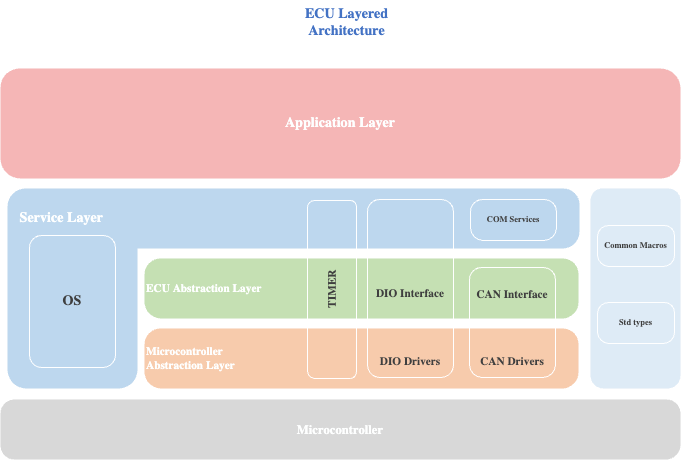 ECU Layered
Architecture
Application Layer
Service Layer
COM Services
OS
Common Macros
ECU Abstraction Layer
TIMER
DIO Interface
CAN Interface
Std types
Microcontroller
Abstraction Layer
DIO Drivers
CAN Drivers
Microcontroller